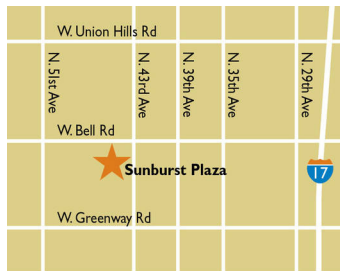 W. Union Hills Rd
N. 51st Ave
N. 43rd Ave
N. 39th Ave
N. 35th Ave
N. 29th Ave
W. Bell Rd
Sunburst Plaza
17
W. Greenway Rd